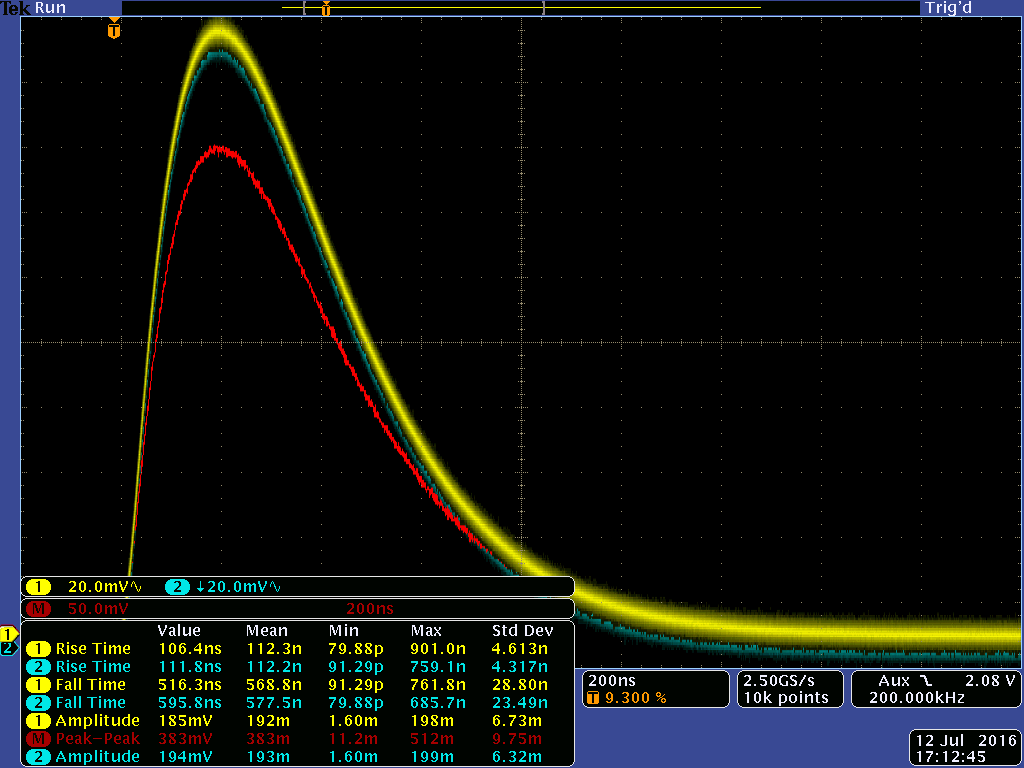 Tek Run Trig'd
T
T
1 20.0mV∿ 2 ↓20.0mV∿
M 50.0mV 200ns
1
2
Value Mean Min Max Std Dev
1 Rise Time 106.4ns 112.3n 79.88p 901.0n 4.613n
2 Rise Time 111.8ns 112.2n 91.29p 759.1n 4.317n
1 Fall Time 516.3ns 568.8n 91.29p 761.8n 28.80n
2 Fall Time 595.8ns 577.5n 79.88p 685.7n 23.49n
1 Amplitude 185mV 192m 1.60m 198m 6.73m
M Peak-Peak 383mV 383m 11.2m 512m 9.75m
2 Amplitude 194mV 193m 1.60m 199m 6.32m
200ns
T 9.300 %
2.50GS/s
10k points
Aux 2.08 V
200.000kHz
12 Jul 2016
17:12:45